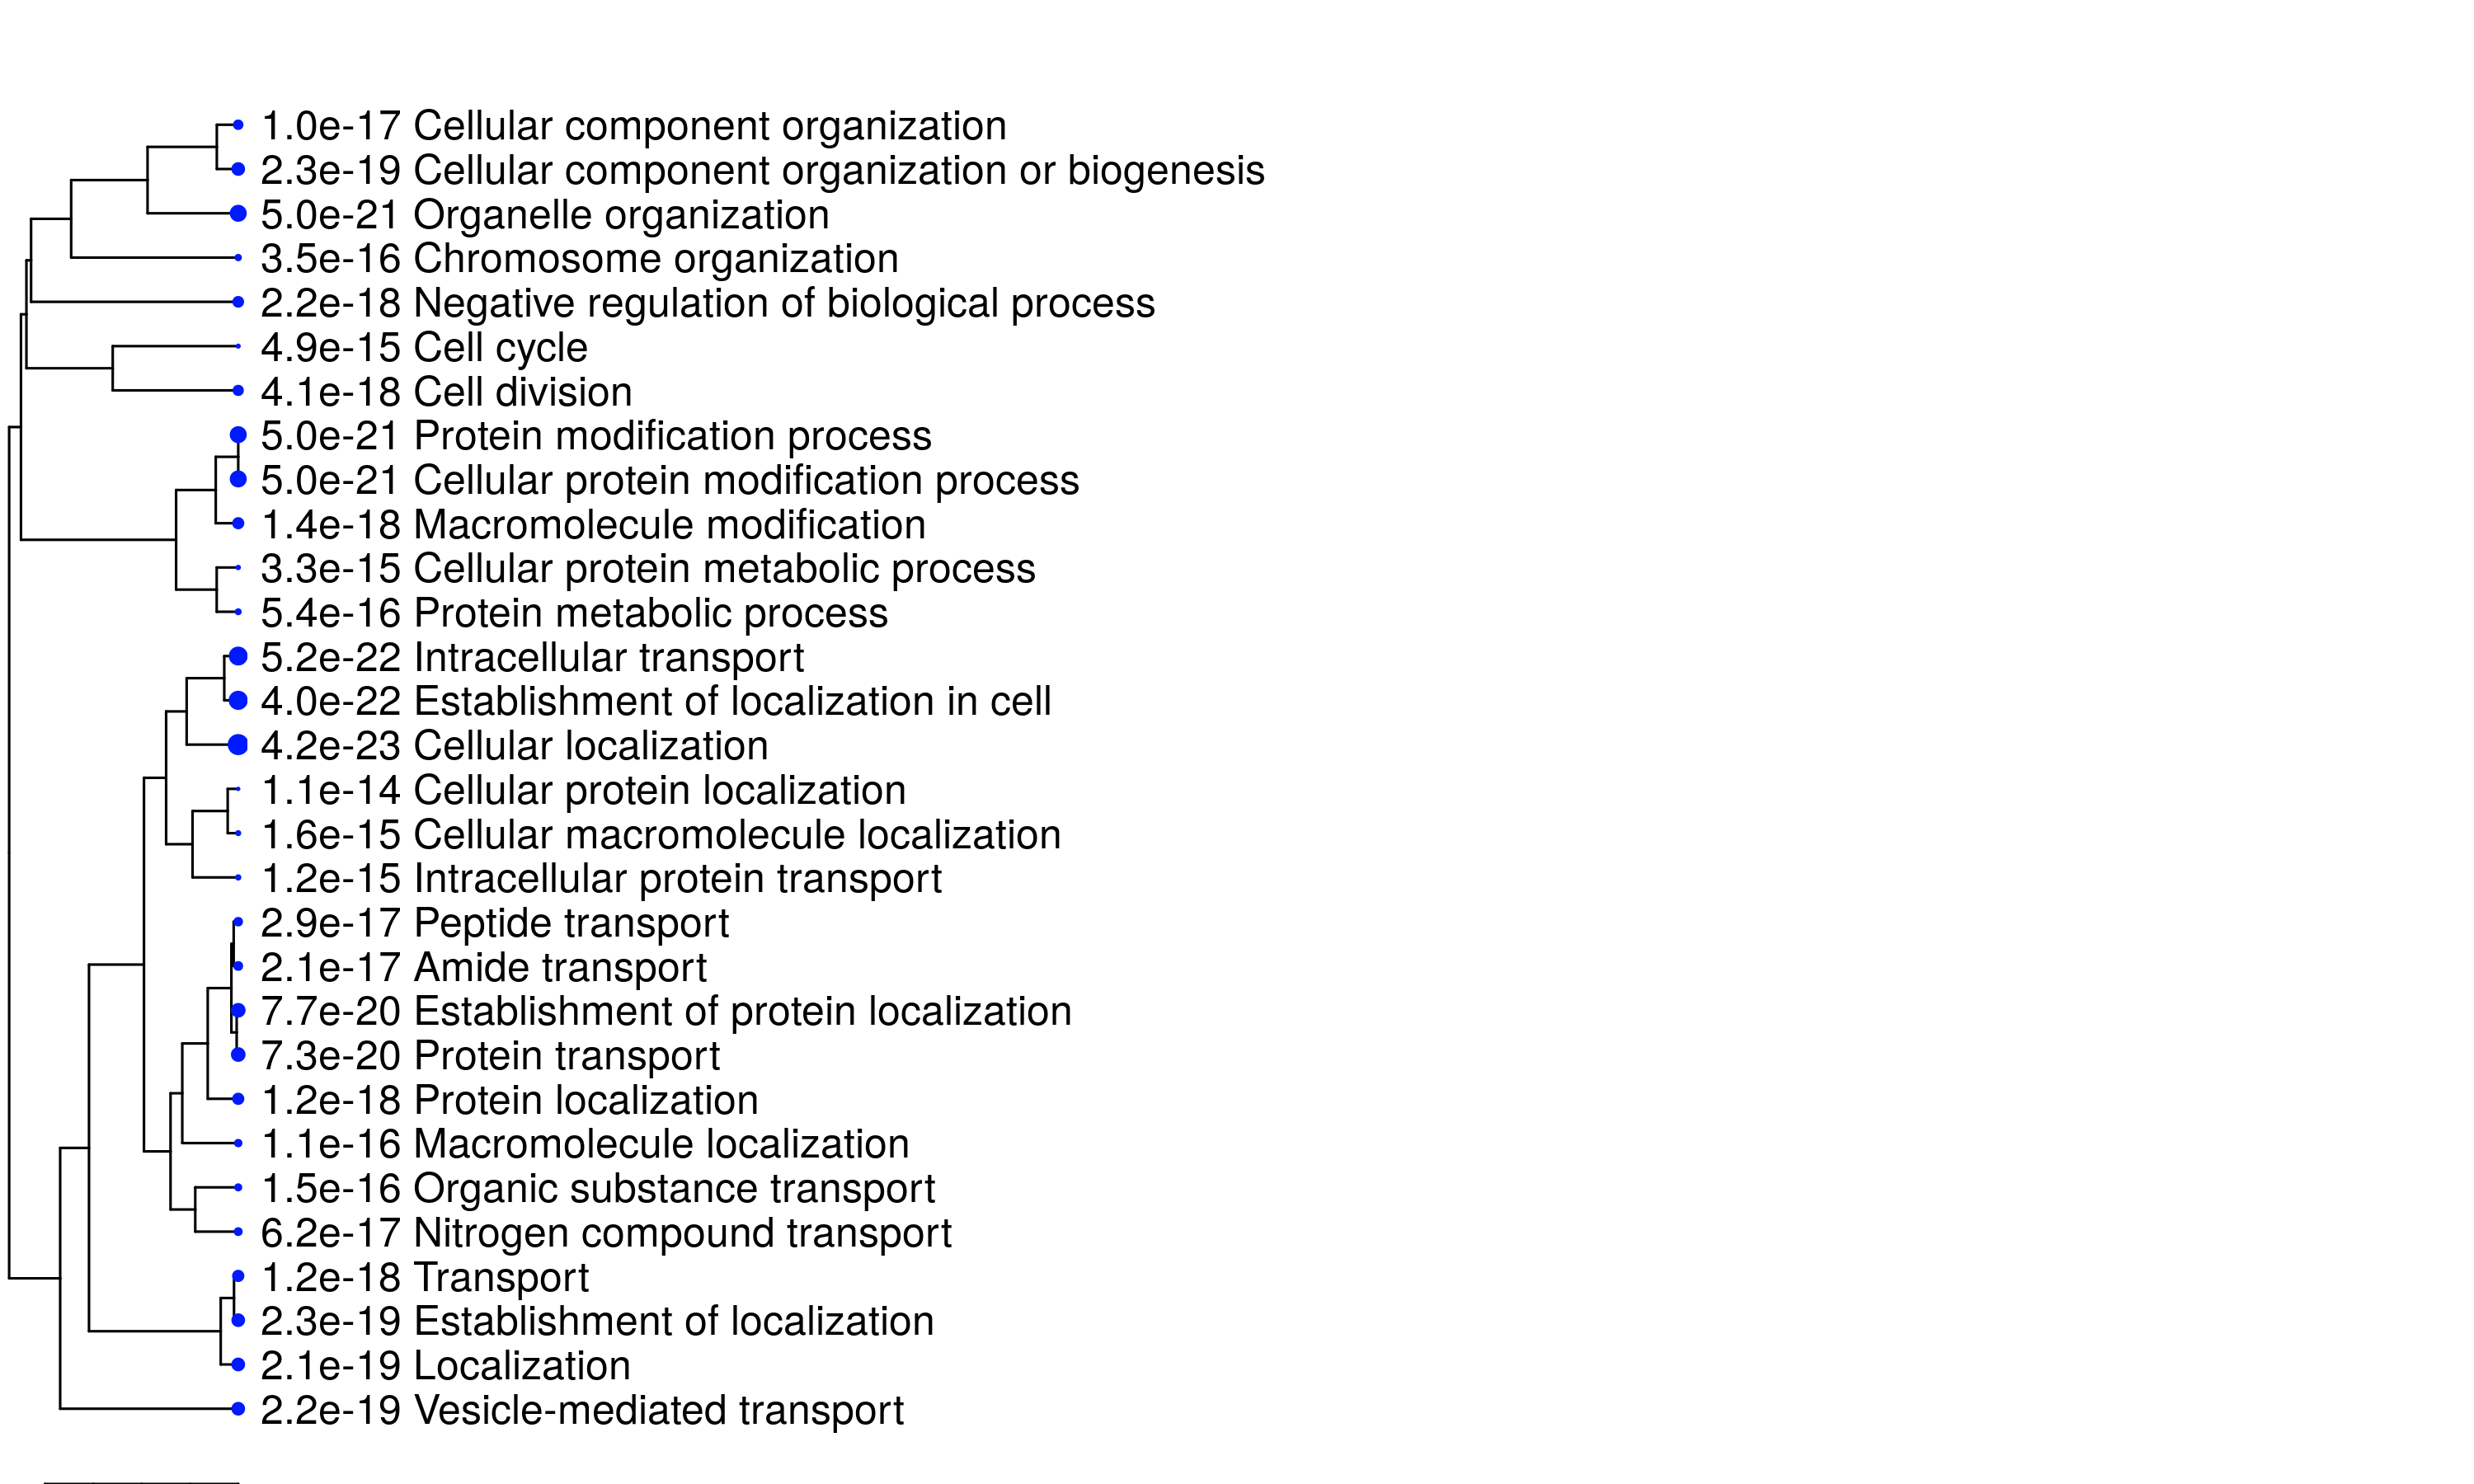 1.0e-17 Cellular component organization
2.3e-19 Cellular component organization or biogenesis
5.0e-21 Organelle organization
3.5e-16 Chromosome organization
2.2e-18 Negative regulation of biological process
4.9e-15 Cell cycle
4.1e-18 Cell division
5.0e-21 Protein modification process
5.0e-21 Cellular protein modification process
1.4e-18 Macromolecule modification
3.3e-15 Cellular protein metabolic process
5.4e-16 Protein metabolic process
5.2e-22 Intracellular transport
4.0e-22 Establishment of localization in cell
4.2e-23 Cellular localization
1.1e-14 Cellular protein localization
1.6e-15 Cellular macromolecule localization
1.2e-15 Intracellular protein transport
2.9e-17 Peptide transport
2.1e-17 Amide transport
7.7e-20 Establishment of protein localization
7.3e-20 Protein transport
1.2e-18 Protein localization
1.1e-16 Macromolecule localization
1.5e-16 Organic substance transport
6.2e-17 Nitrogen compound transport
1.2e-18 Transport
2.3e-19 Establishment of localization
2.1e-19 Localization
2.2e-19 Vesicle-mediated transport